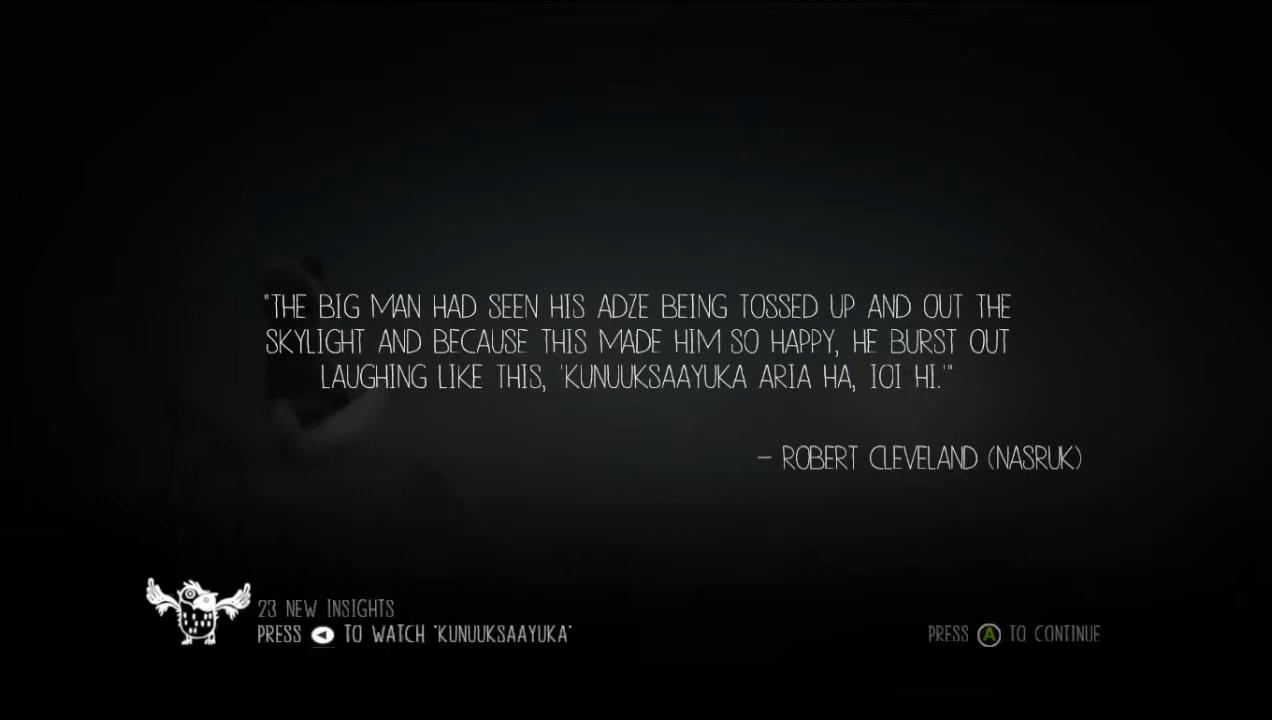 "THE BIG MAN HAD SEEN HIS ADZE BEING TOSSED UP AND OUT THE
SKYLIGHT AND BECAUSE THIS MADE HIM SO HAPPY, HE BURST OUT
LAUGHING LIKE THIS, 'KUNUUKSAAYUKA ARIA HA, IOI HI.'"
– ROBERT CLEVELAND (NASRUK)
23 NEW INSIGHTS
PRESS ◀ TO WATCH "KUNUUKSAAYUKA"
PRESS A TO CONTINUE